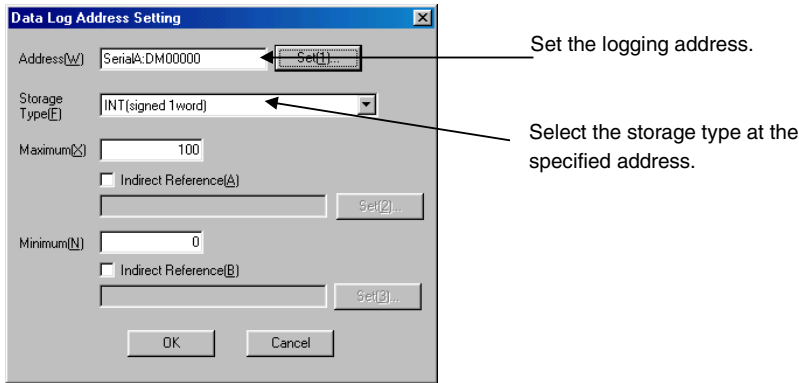 Data Log Address Setting
Address(W) SerialA:DM00000 Set(1)...
Set the logging address.
Storage
Type(F) INT(signed 1word)
Select the storage type at the
specified address.
Maximum(X) 100
Indirect Reference(A)
Set(2)...
Minimum(N) 0
Indirect Reference(B)
Set(3)...
OK Cancel